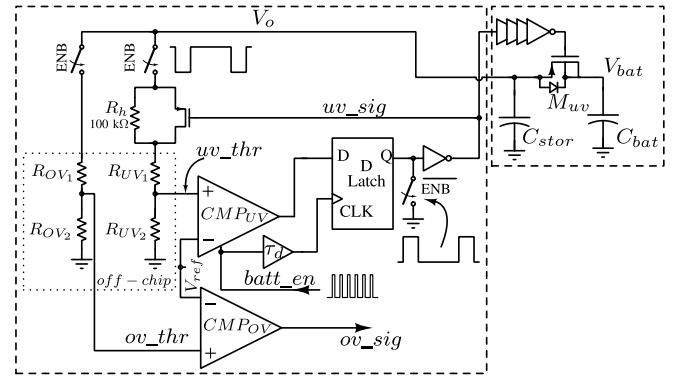 V_o
ENB
ENB
R_h
100 kΩ
uv_sig
V_bat
M_uv
C_stor
C_bat
uv_thr
R_OV1
R_UV1
R_OV2
R_UV2
off-chip
CMP_UV
+
−
D
D
Q
Latch
CLK
ENB
τ_d
V_ref
batt_en
−
CMP_OV
+
ov_thr
ov_sig